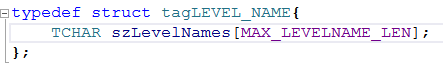 typedef struct tagLEVEL_NAME{
TCHAR szLevelNames[MAX_LEVELNAME_LEN];
};